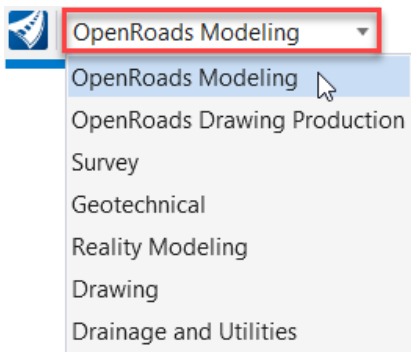 OpenRoads Modeling
OpenRoads Modeling
OpenRoads Drawing Production
Survey
Geotechnical
Reality Modeling
Drawing
Drainage and Utilities